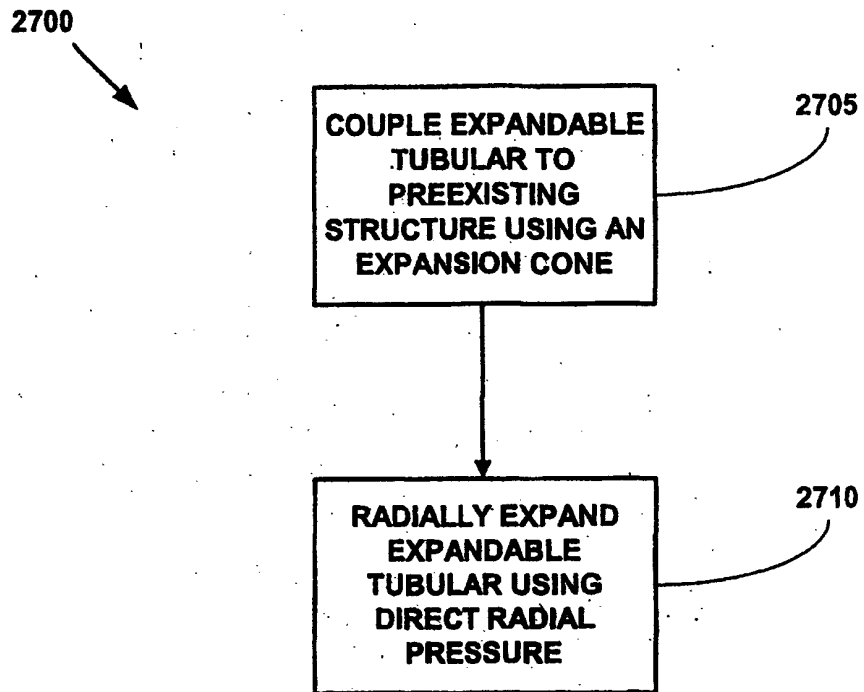 2700
COUPLE EXPANDABLE
TUBULAR TO
PREEXISTING
STRUCTURE USING AN
EXPANSION CONE
2705
RADIALLY EXPAND
EXPANDABLE
TUBULAR USING
DIRECT RADIAL
PRESSURE
2710